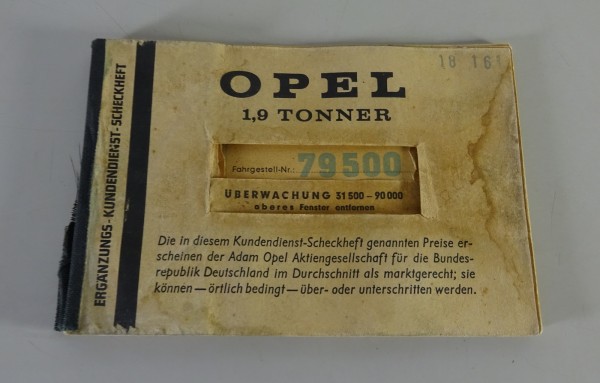 18 161
OPEL
1,9 TONNER
Fahrgestell-Nr.:
79500
ÜBERWACHUNG 31500 – 90000
oberes Fenster entfernen
Die in diesem Kundendienst-Scheckheft genannten Preise er-
scheinen der Adam Opel Aktiengesellschaft für die Bundes-
republik Deutschland im Durchschnitt als marktgerecht; sie
können — örtlich bedingt — über- oder unterschritten werden.
ERGÄNZUNGS-KUNDENDIENST-SCHECKHEFT